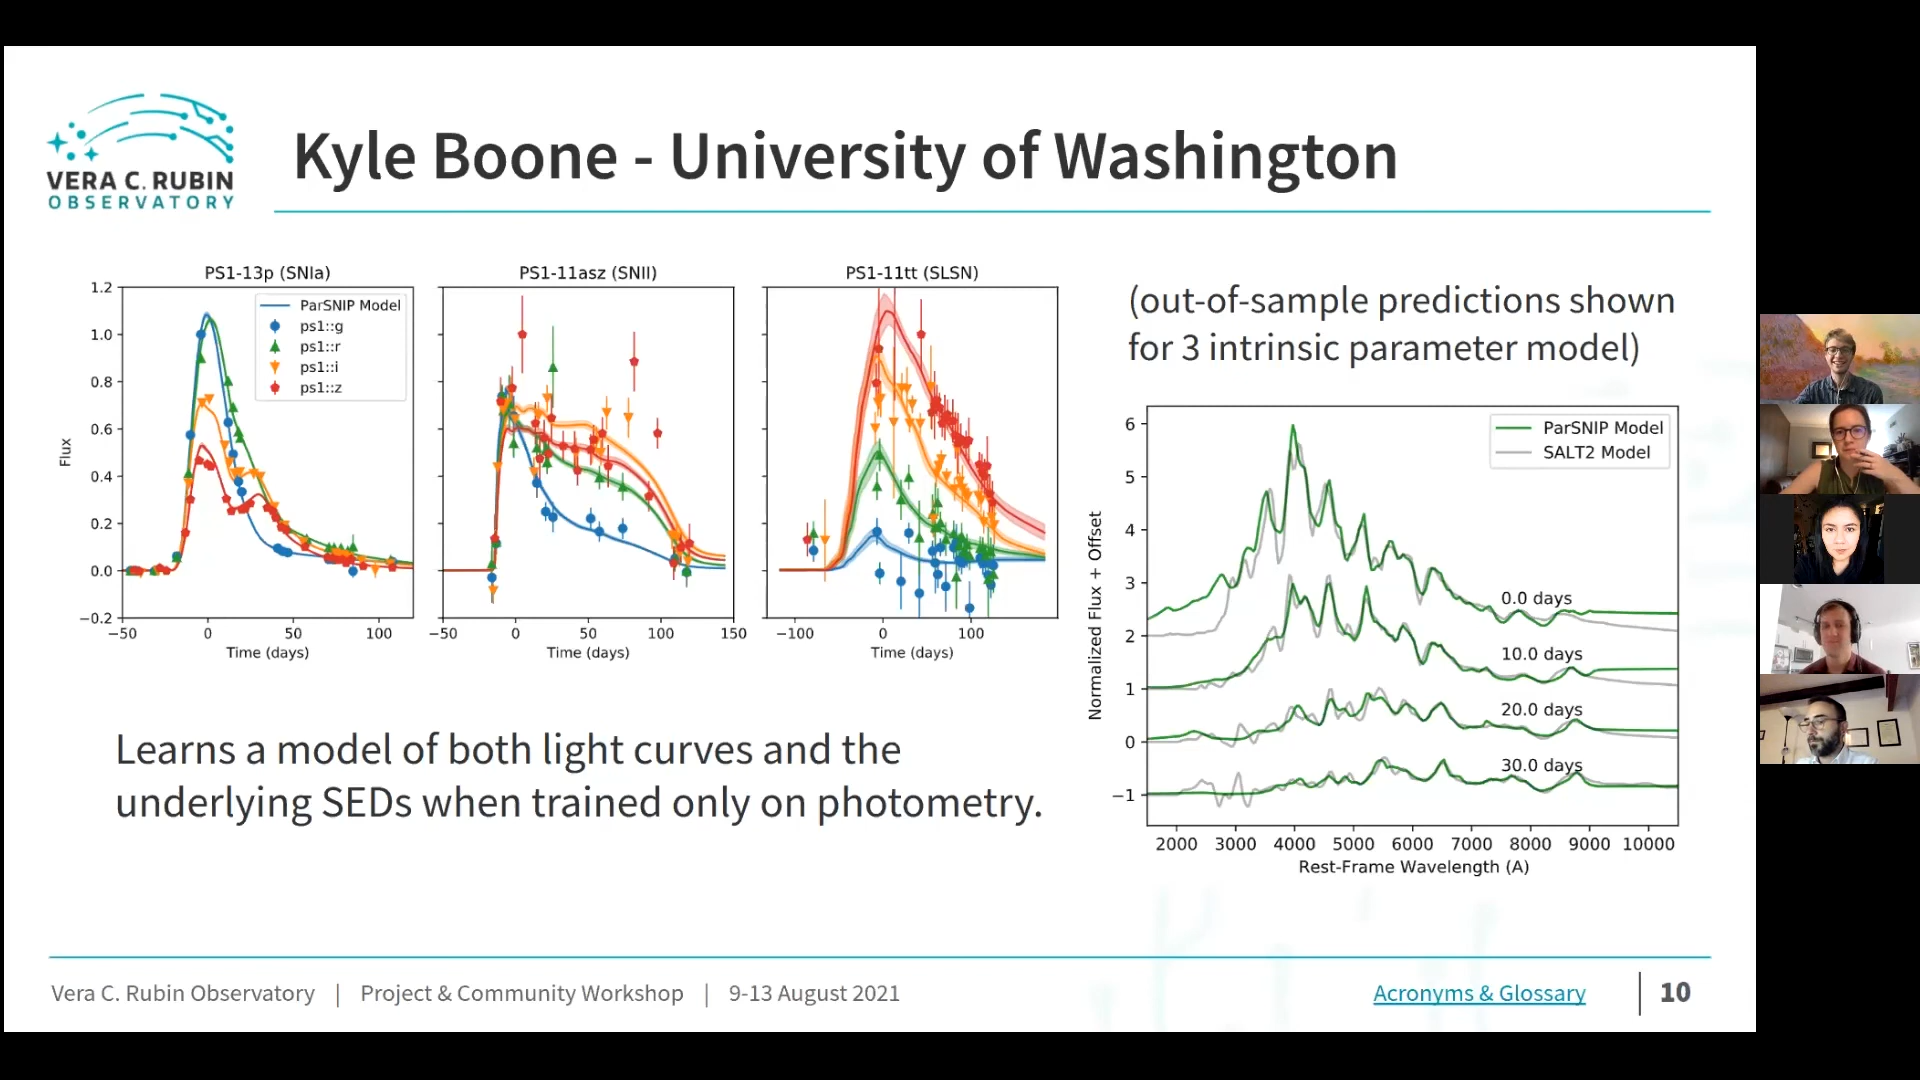 VERA C. RUBIN
OBSERVATORY
Kyle Boone - University of Washington
PS1-13p (SNIa)
PS1-11asz (SNII)
PS1-11tt (SLSN)
ParSNIP Model
ps1::g
ps1::r
ps1::i
ps1::z
Flux
1.2
1.0
0.8
0.6
0.4
0.2
0.0
−0.2
−50
0
50
100
Time (days)
−50
0
50
100
150
Time (days)
−100
0
100
Time (days)
(out-of-sample predictions shown
for 3 intrinsic parameter model)
ParSNIP Model
SALT2 Model
Normalized Flux + Offset
6
5
4
3
2
1
0
−1
0.0 days
10.0 days
20.0 days
30.0 days
2000
3000
4000
5000
6000
7000
8000
9000
10000
Rest-Frame Wavelength (A)
Learns a model of both light curves and the
underlying SEDs when trained only on photometry.
Vera C. Rubin Observatory | Project & Community Workshop | 9-13 August 2021
Acronyms & Glossary
10